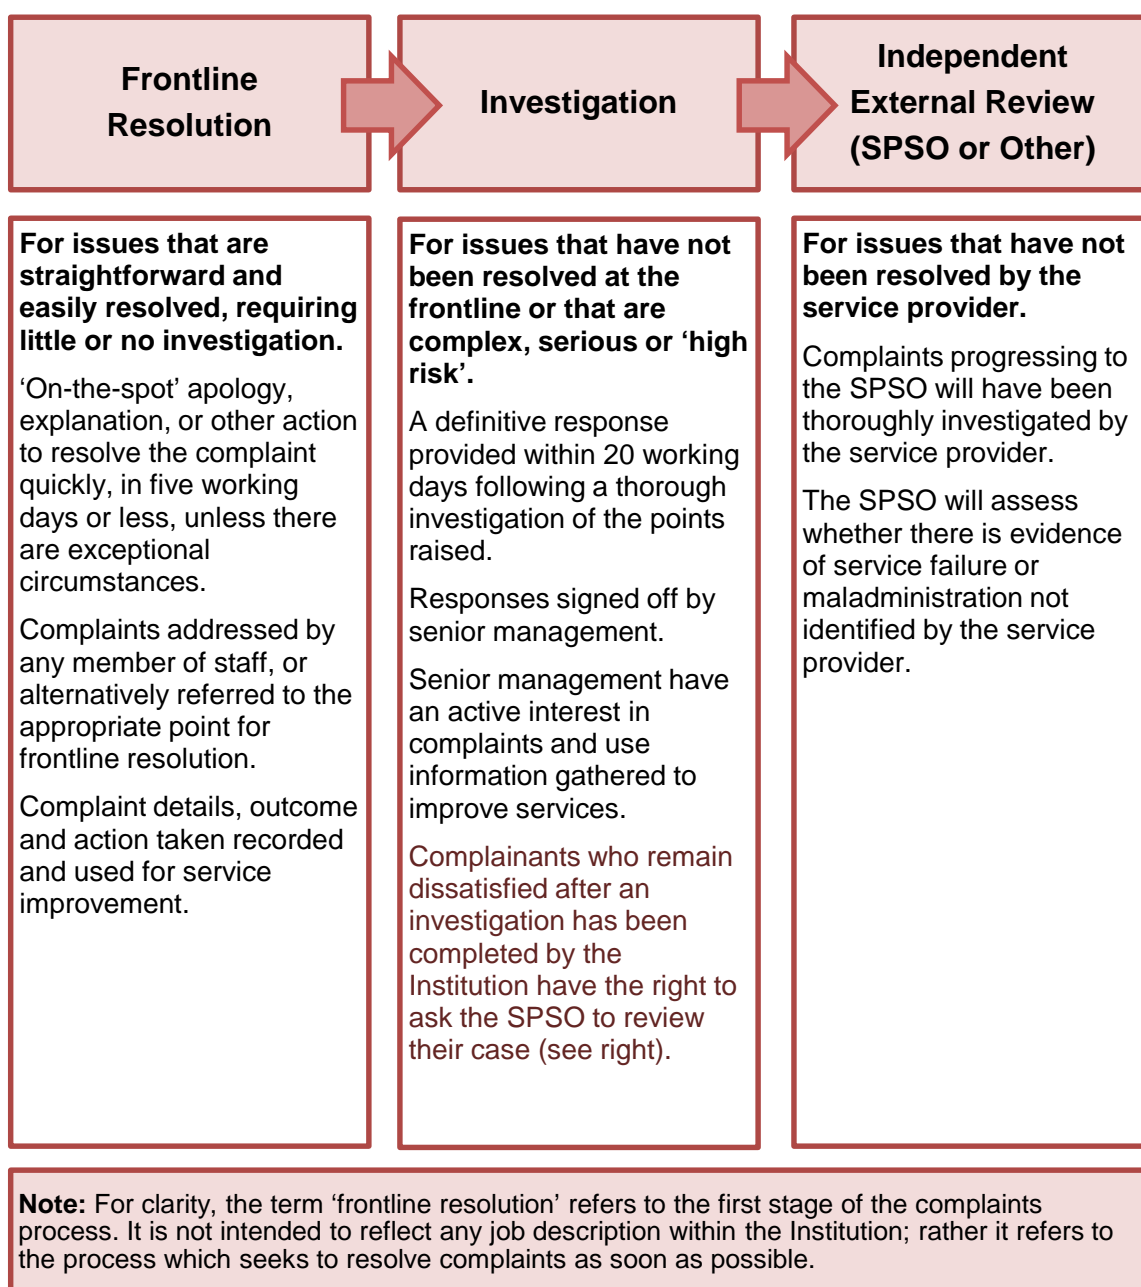 Frontline
Resolution
Investigation
Independent
External Review
(SPSO or Other)
For issues that are
straightforward and
easily resolved, requiring
little or no investigation.
‘On-the-spot’ apology,
explanation, or other action
to resolve the complaint
quickly, in five working
days or less, unless there
are exceptional
circumstances.
Complaints addressed by
any member of staff, or
alternatively referred to the
appropriate point for
frontline resolution.
Complaint details, outcome
and action taken recorded
and used for service
improvement.
For issues that have not
been resolved at the
frontline or that are
complex, serious or ‘high
risk’.
A definitive response
provided within 20 working
days following a thorough
investigation of the points
raised.
Responses signed off by
senior management.
Senior management have
an active interest in
complaints and use
information gathered to
improve services.
Complainants who remain
dissatisfied after an
investigation has been
completed by the
Institution have the right to
ask the SPSO to review
their case (see right).
For issues that have not
been resolved by the
service provider.
Complaints progressing to
the SPSO will have been
thoroughly investigated by
the service provider.
The SPSO will assess
whether there is evidence
of service failure or
maladministration not
identified by the service
provider.
Note: For clarity, the term ‘frontline resolution’ refers to the first stage of the complaints
process. It is not intended to reflect any job description within the Institution; rather it refers to
the process which seeks to resolve complaints as soon as possible.